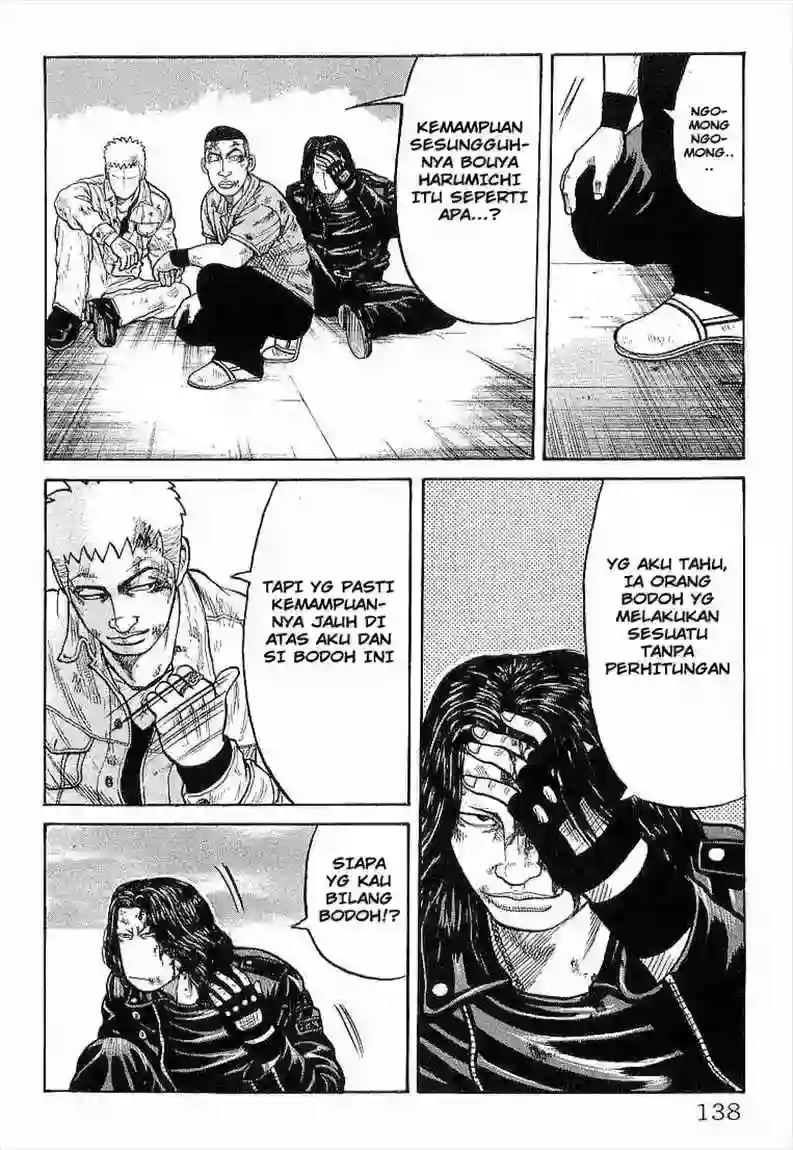 NGO-
MONG
NGO-
MONG..
..
KEMAMPUAN
SESUNGGUH-
NYA BOUYA
HARUMICHI
ITU SEPERTI
APA...?
YG AKU TAHU,
IA ORANG
BODOH YG
MELAKUKAN
SESUATU
TANPA
PERHITUNGAN
TAPI YG PASTI
KEMAMPUAN-
NYA JAUH DI
ATAS AKU DAN
SI BODOH INI
SIAPA
YG KAU
BILANG
BODOH!?
138